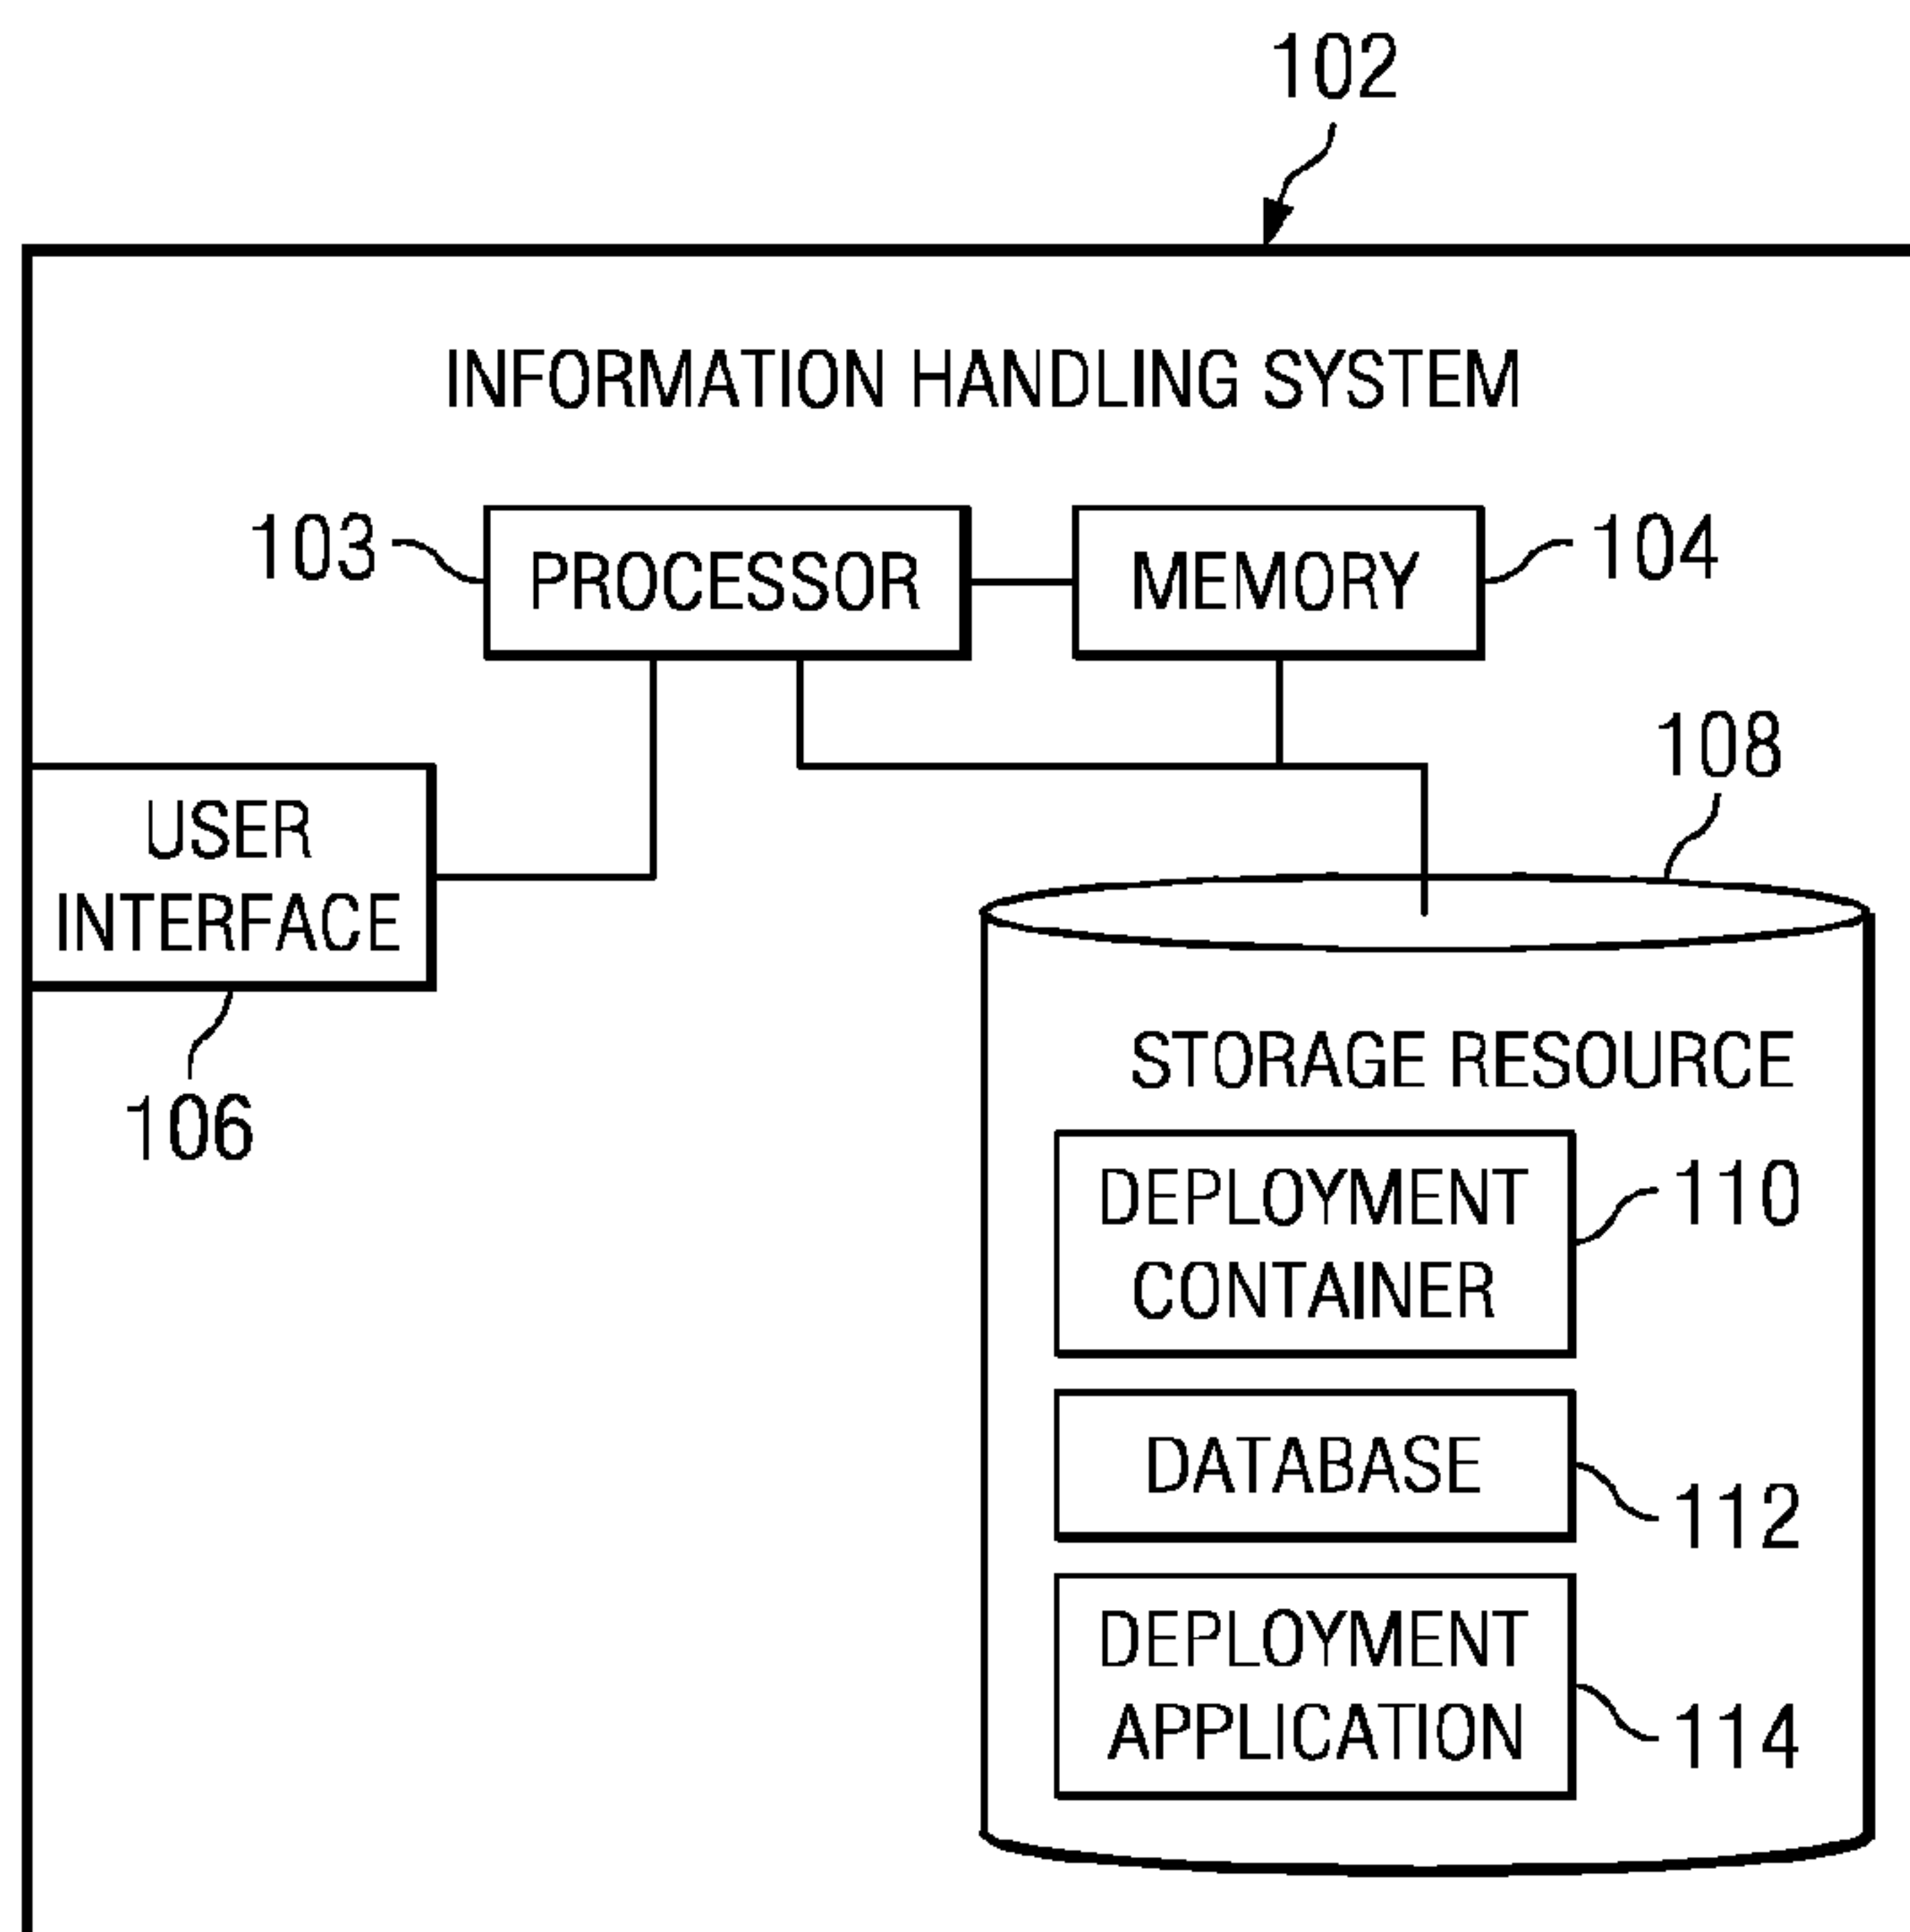 102
INFORMATION HANDLING SYSTEM
103
PROCESSOR
MEMORY
104
108
USER
INTERFACE
106
STORAGE RESOURCE
DEPLOYMENT
CONTAINER
110
DATABASE
112
DEPLOYMENT
APPLICATION
114